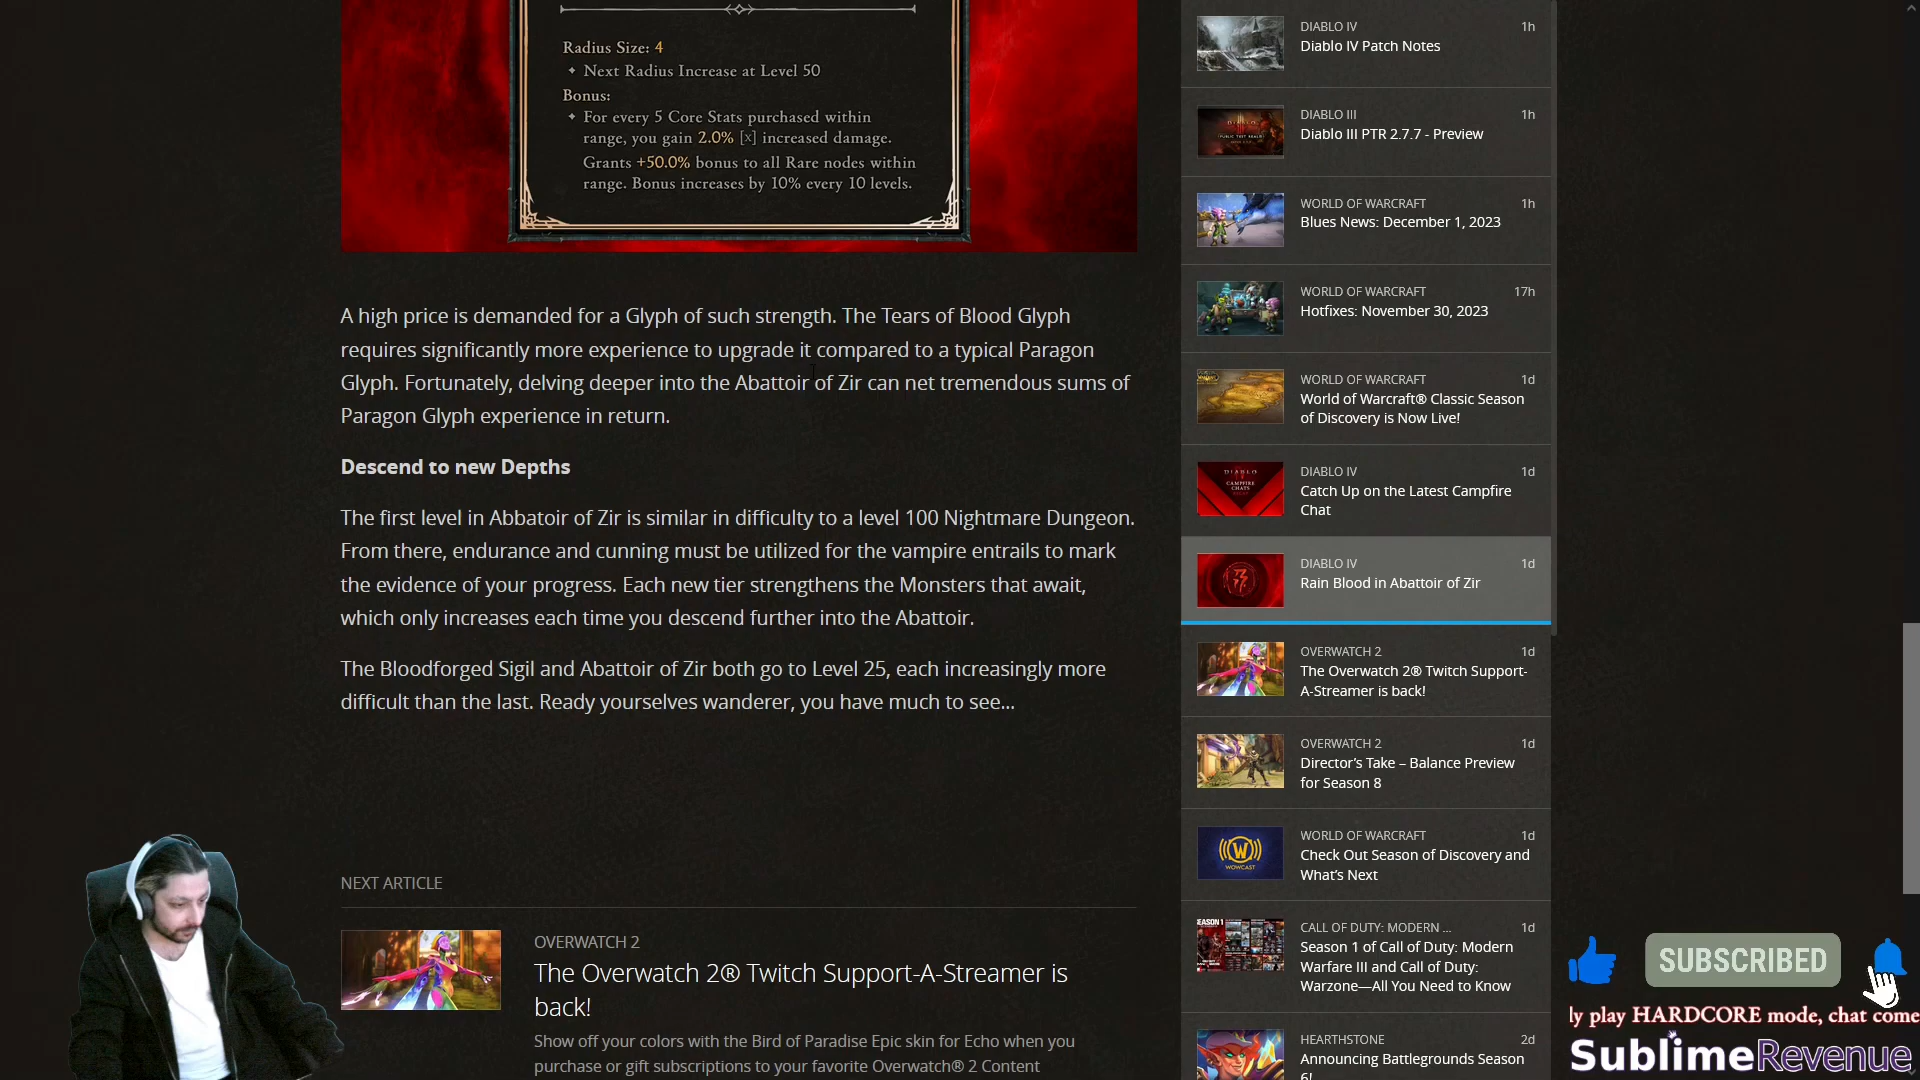 Radius Size: 4
✦ Next Radius Increase at Level 50
Bonus:
✦ For every 5 Core Stats purchased within
range, you gain 2.0% [x] increased damage.
Grants +50.0% bonus to all Rare nodes within
range. Bonus increases by 10% every 10 levels.
A high price is demanded for a Glyph of such strength. The Tears of Blood Glyph
requires significantly more experience to upgrade it compared to a typical Paragon
Glyph. Fortunately, delving deeper into the Abattoir of Zir can net tremendous sums of
Paragon Glyph experience in return.
Descend to new Depths
The first level in Abbatoir of Zir is similar in difficulty to a level 100 Nightmare Dungeon.
From there, endurance and cunning must be utilized for the vampire entrails to mark
the evidence of your progress. Each new tier strengthens the Monsters that await,
which only increases each time you descend further into the Abattoir.
The Bloodforged Sigil and Abattoir of Zir both go to Level 25, each increasingly more
difficult than the last. Ready yourselves wanderer, you have much to see...
NEXT ARTICLE
OVERWATCH 2
The Overwatch 2® Twitch Support-A-Streamer is
back!
Show off your colors with the Bird of Paradise Epic skin for Echo when you
purchase or gift subscriptions to your favorite Overwatch® 2 Content
DIABLO IV 1h
Diablo IV Patch Notes
DIABLO III 1h
Diablo III PTR 2.7.7 - Preview
WORLD OF WARCRAFT 1h
Blues News: December 1, 2023
WORLD OF WARCRAFT 17h
Hotfixes: November 30, 2023
WORLD OF WARCRAFT 1d
World of Warcraft® Classic Season
of Discovery is Now Live!
DIABLO IV 1d
Catch Up on the Latest Campfire
Chat
DIABLO
CAMPFIRE
CHATS
DIABLO IV 1d
Rain Blood in Abattoir of Zir
OVERWATCH 2 1d
The Overwatch 2® Twitch Support-
A-Streamer is back!
OVERWATCH 2 1d
Director's Take – Balance Preview
for Season 8
WORLD OF WARCRAFT 1d
Check Out Season of Discovery and
What's Next
WOWCAST
CALL OF DUTY: MODERN ... 1d
Season 1 of Call of Duty: Modern
Warfare III and Call of Duty:
Warzone—All You Need to Know
HEARTHSTONE 2d
Announcing Battlegrounds Season
6!
SUBSCRIBED
ly play HARDCORE mode, chat come
SublimeRevenue